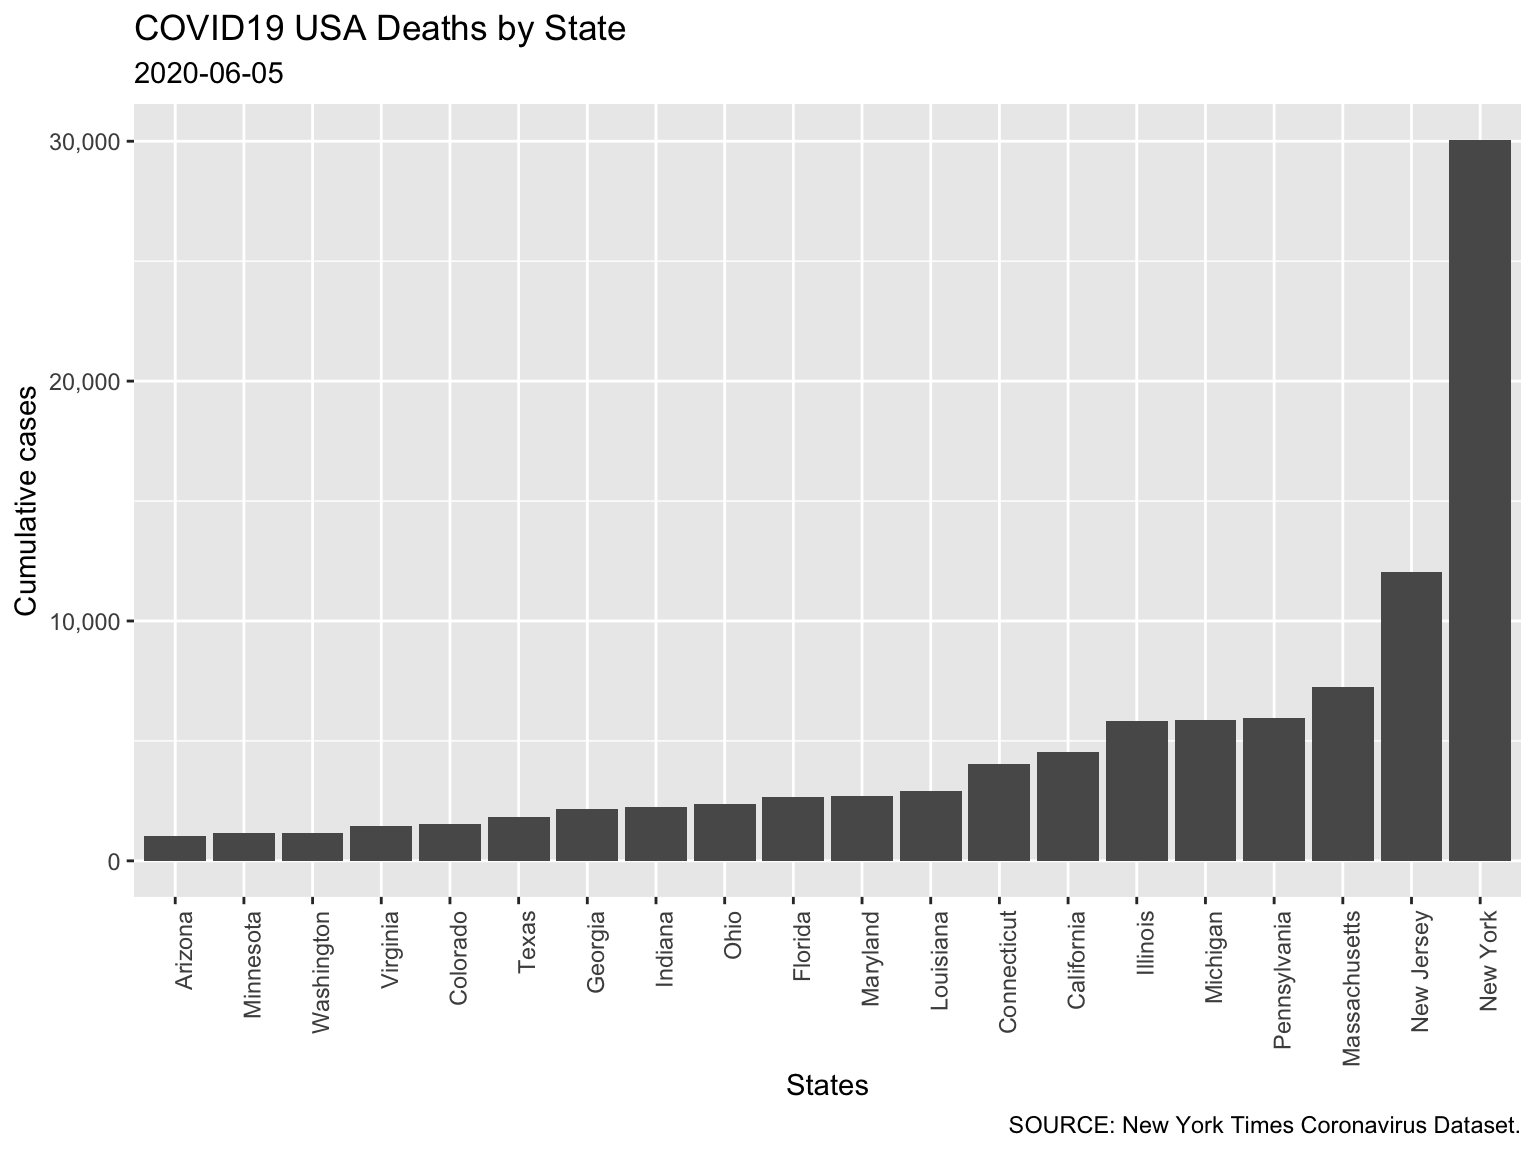 COVID19 USA Deaths by State
2020-06-05
Cumulative cases
30,000
20,000
10,000
0
Arizona
Minnesota
Washington
Virginia
Colorado
Texas
Georgia
Indiana
Ohio
Florida
Maryland
Louisiana
Connecticut
California
Illinois
Michigan
Pennsylvania
Massachusetts
New Jersey
New York
States
SOURCE: New York Times Coronavirus Dataset.